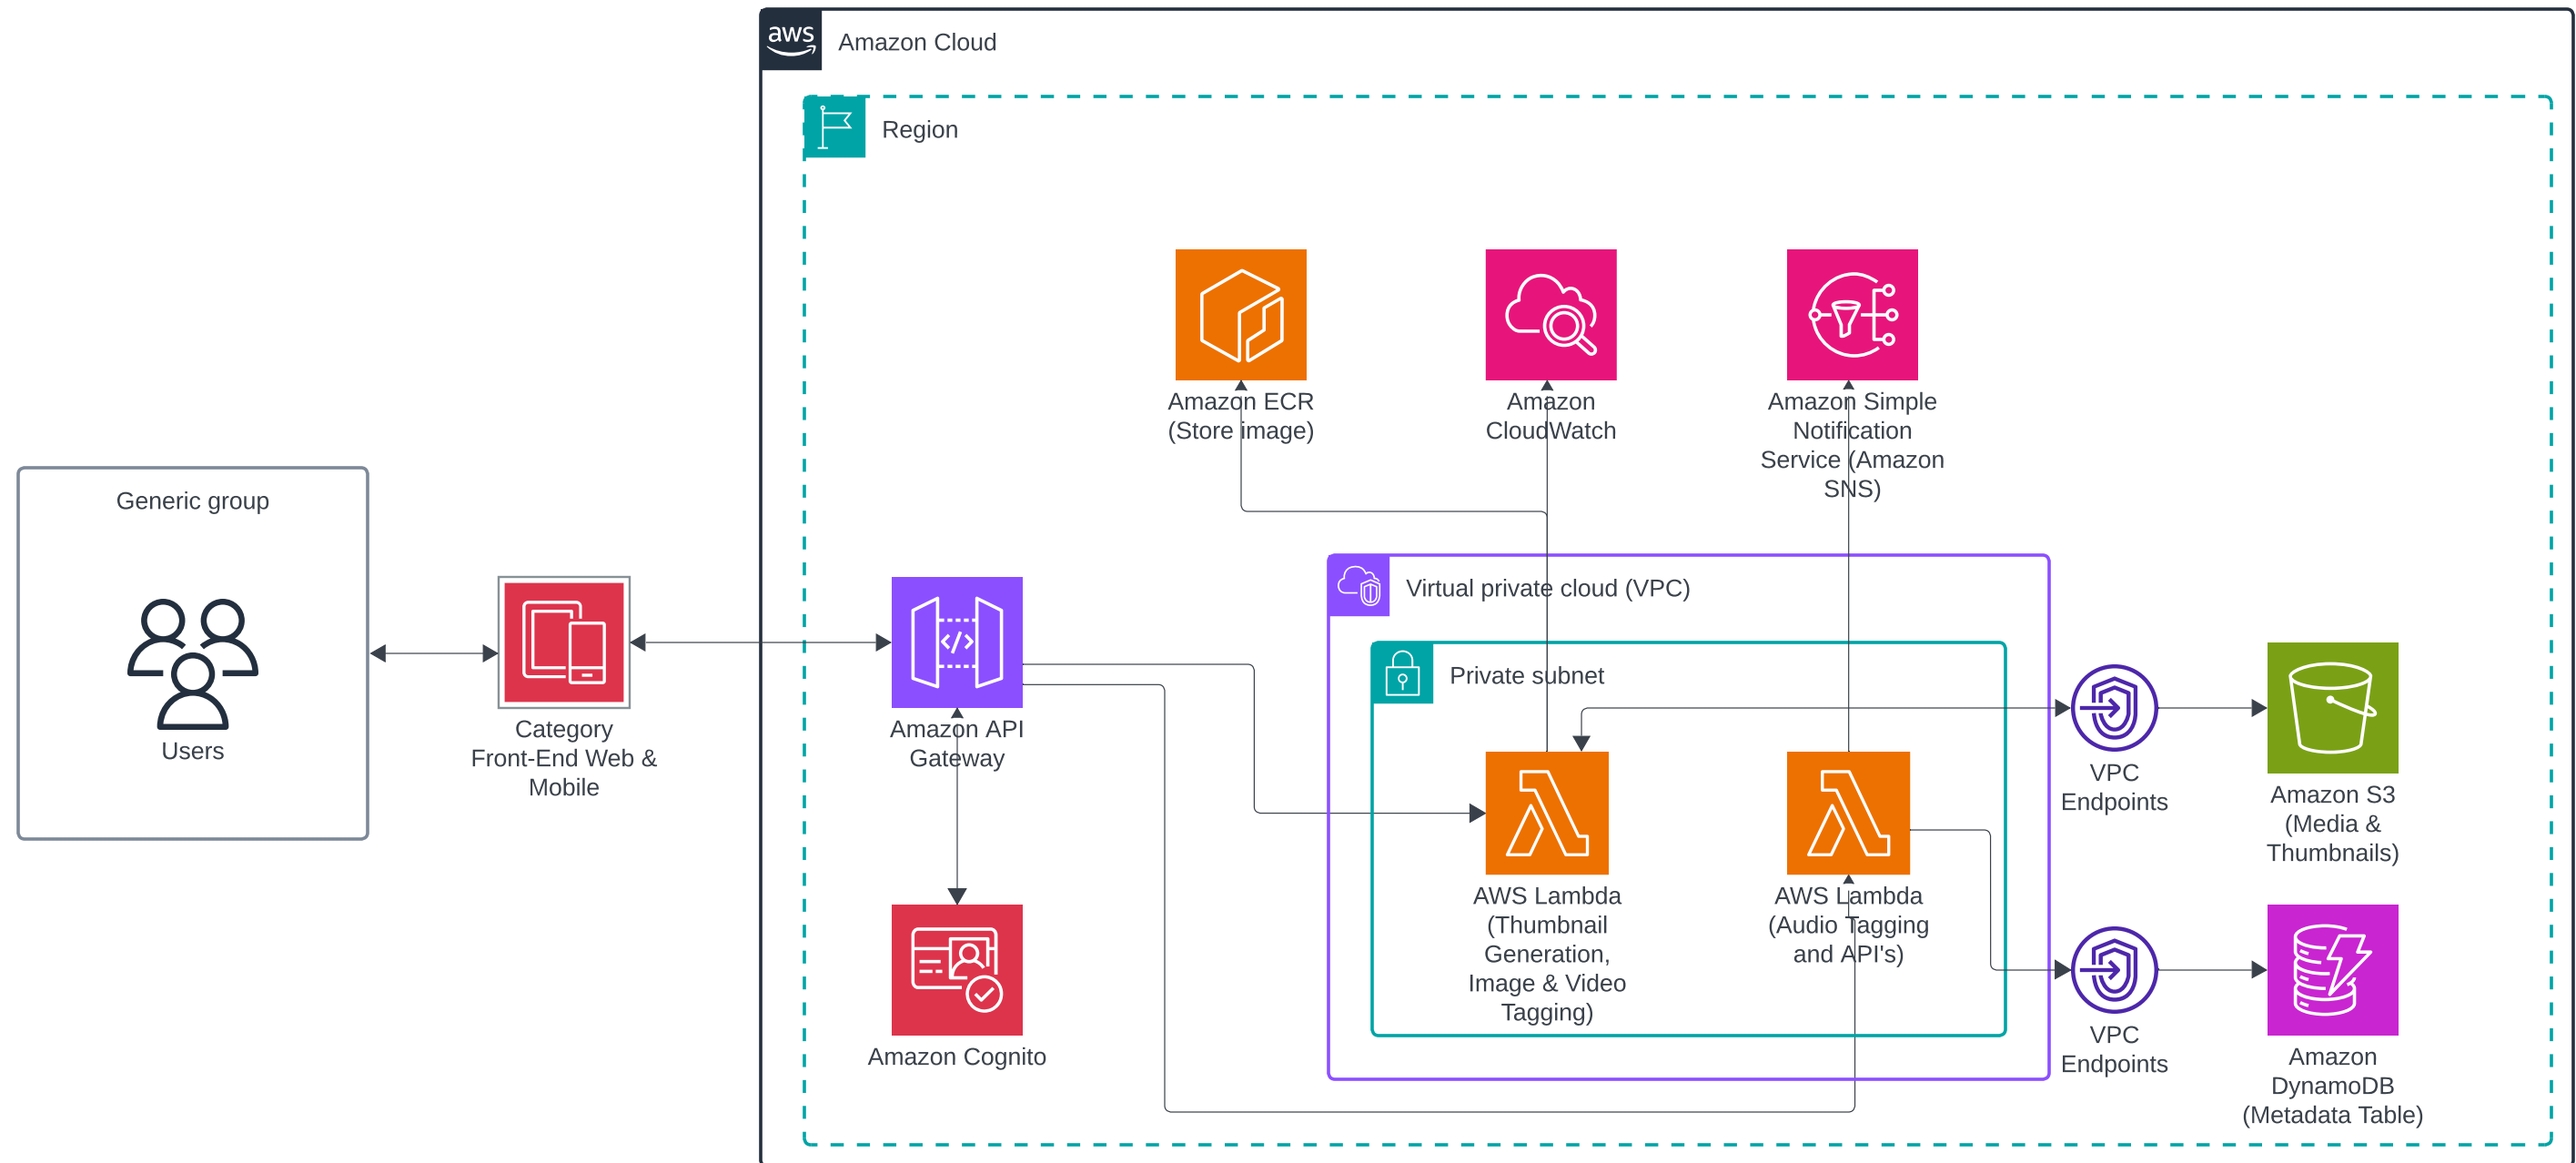 aws
Amazon Cloud
Region
Amazon ECR
(Store image)
Amazon
CloudWatch
Amazon Simple
Notification
Service (Amazon
SNS)
Generic group
Users
Category
Front-End Web &
Mobile
Amazon API
Gateway
Amazon Cognito
Virtual private cloud (VPC)
Private subnet
AWS Lambda
(Thumbnail
Generation,
Image & Video
Tagging)
AWS Lambda
(Audio Tagging
and API's)
VPC
Endpoints
Amazon S3
(Media &
Thumbnails)
VPC
Endpoints
Amazon
DynamoDB
(Metadata Table)